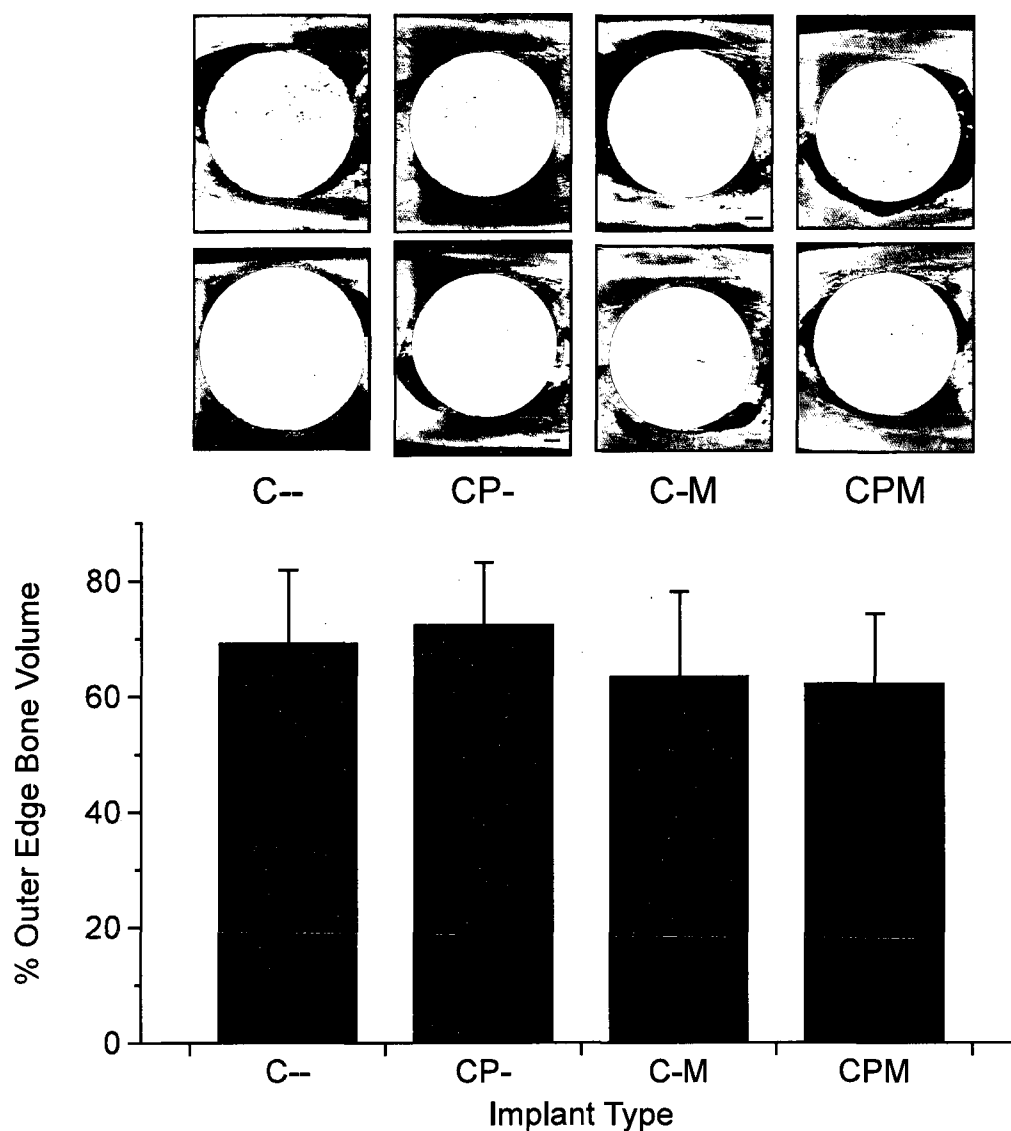 C-- CP- C-M CPM
% Outer Edge Bone Volume
80
60
40
20
0
C-- CP- C-M CPM
Implant Type